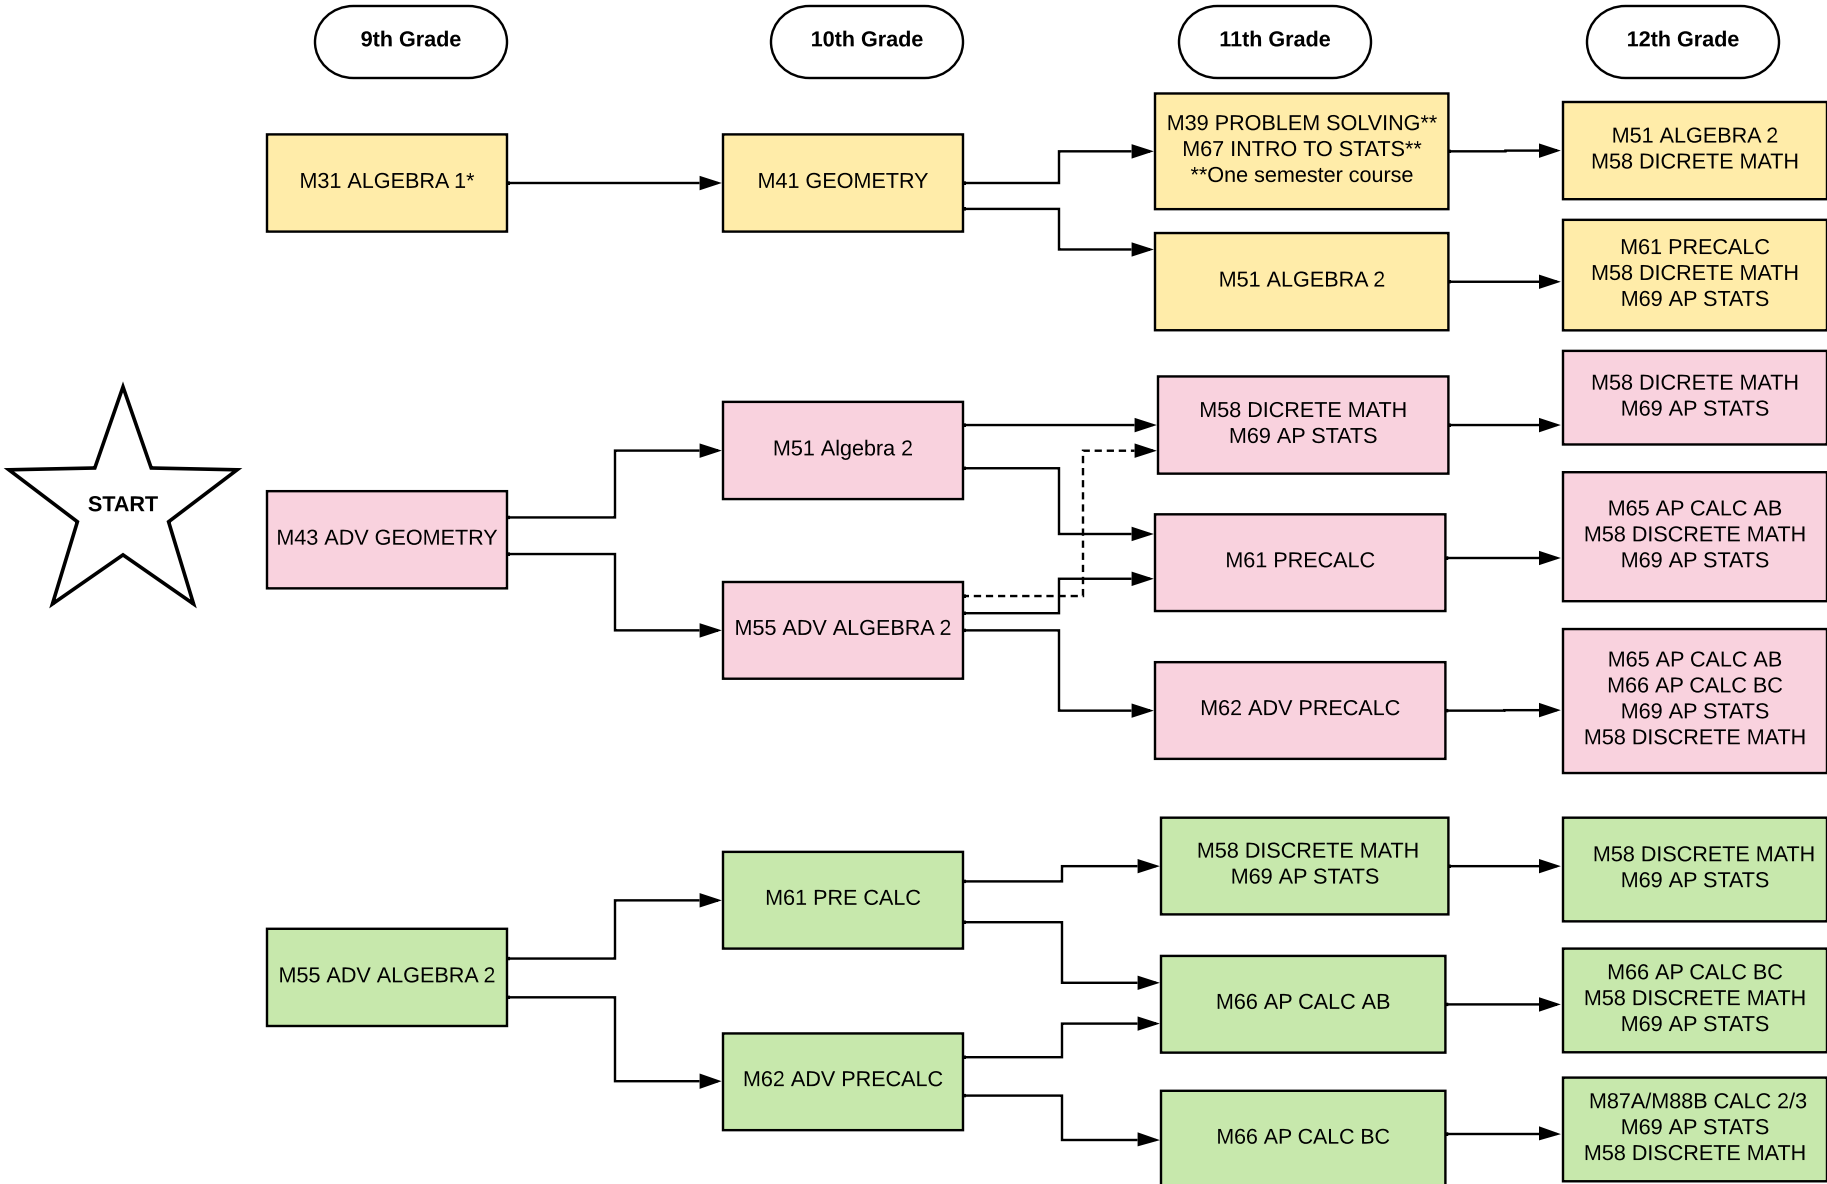 9th Grade
10th Grade
11th Grade
12th Grade
M31 ALGEBRA 1*
M41 GEOMETRY
M39 PROBLEM SOLVING**
M67 INTRO TO STATS**
**One semester course
M51 ALGEBRA 2
M58 DICRETE MATH
M51 ALGEBRA 2
M61 PRECALC
M58 DICRETE MATH
M69 AP STATS
START
M43 ADV GEOMETRY
M51 Algebra 2
M58 DICRETE MATH
M69 AP STATS
M58 DICRETE MATH
M69 AP STATS
M61 PRECALC
M65 AP CALC AB
M58 DISCRETE MATH
M69 AP STATS
M55 ADV ALGEBRA 2
M62 ADV PRECALC
M65 AP CALC AB
M66 AP CALC BC
M69 AP STATS
M58 DISCRETE MATH
M55 ADV ALGEBRA 2
M61 PRE CALC
M58 DISCRETE MATH
M69 AP STATS
M58 DISCRETE MATH
M69 AP STATS
M66 AP CALC AB
M66 AP CALC BC
M58 DISCRETE MATH
M69 AP STATS
M62 ADV PRECALC
M66 AP CALC BC
M87A/M88B CALC 2/3
M69 AP STATS
M58 DISCRETE MATH